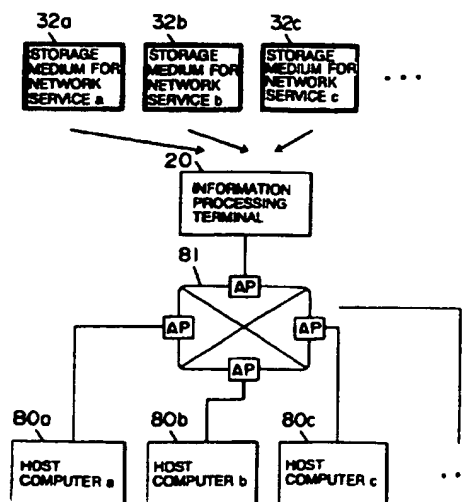 32a 32b 32c
STORAGE MEDIUM FOR NETWORK SERVICE a
STORAGE MEDIUM FOR NETWORK SERVICE b
STORAGE MEDIUM FOR NETWORK SERVICE c
...
20
INFORMATION
PROCESSING
TERMINAL
81
AP
AP
AP
AP
80a 80b 80c
HOST
COMPUTER a
HOST
COMPUTER b
HOST
COMPUTER c